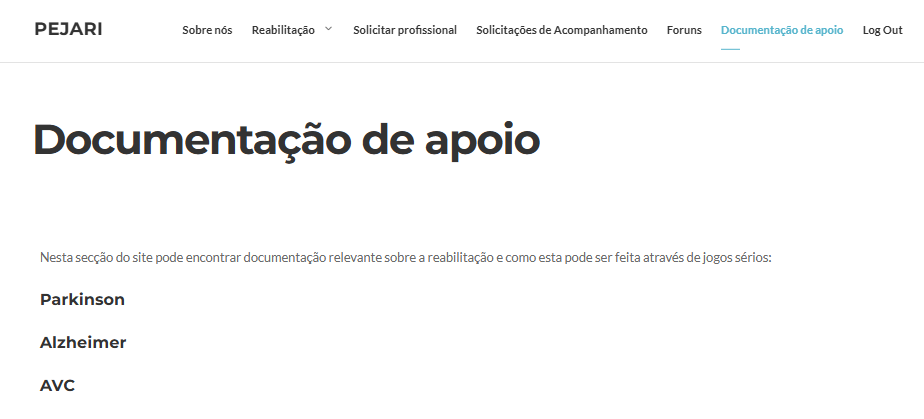 PEJARI
Sobre nós Reabilitação Solicitar profissional Solicitações de Acompanhamento Foruns Documentação de apoio Log Out
Documentação de apoio
Nesta secção do site pode encontrar documentação relevante sobre a reabilitação e como esta pode ser feita através de jogos sérios:
Parkinson
Alzheimer
AVC